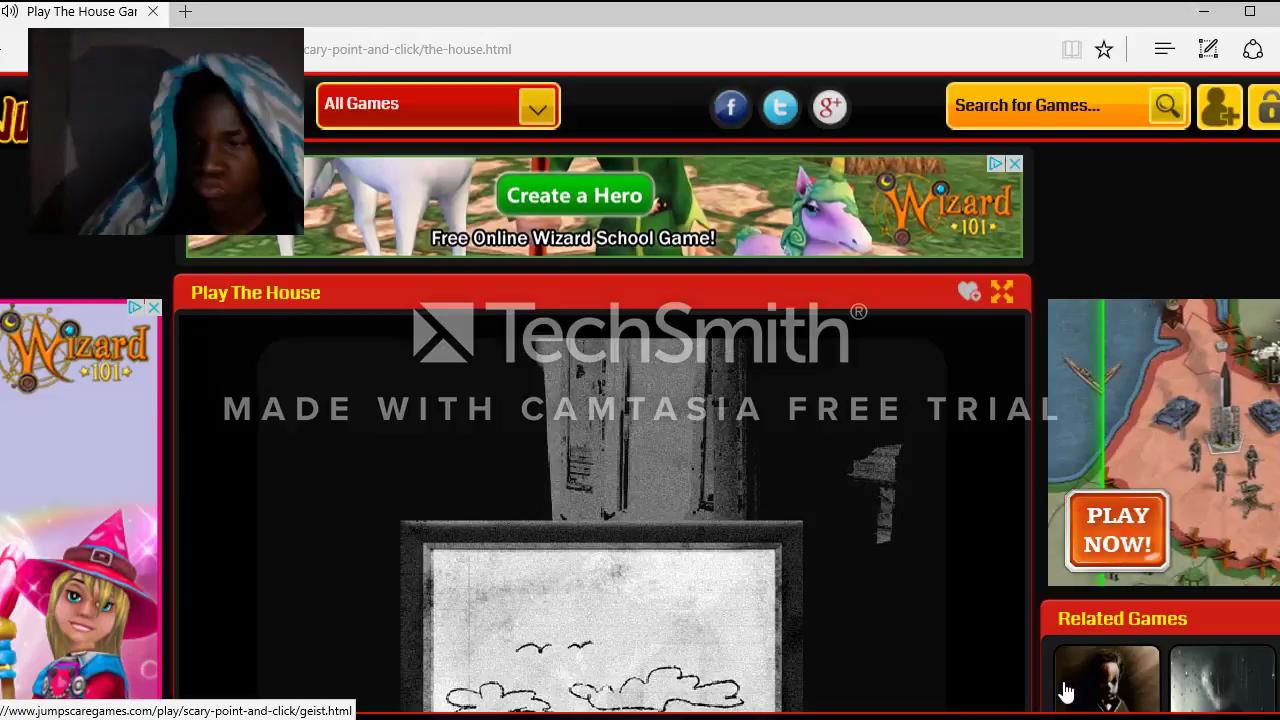 Play The House Gar
cary-point-and-click/the-house.html
All Games
f
t
g+
Search for Games...
Create a Hero
Free Online Wizard School Game!
Wizard
101
Play The House
TechSmith®
MADE WITH CAMTASIA FREE TRIAL
Wizard
101
1
PLAY
NOW!
Related Games
//www.jumpscaregames.com/play/scary-point-and-click/geist.html